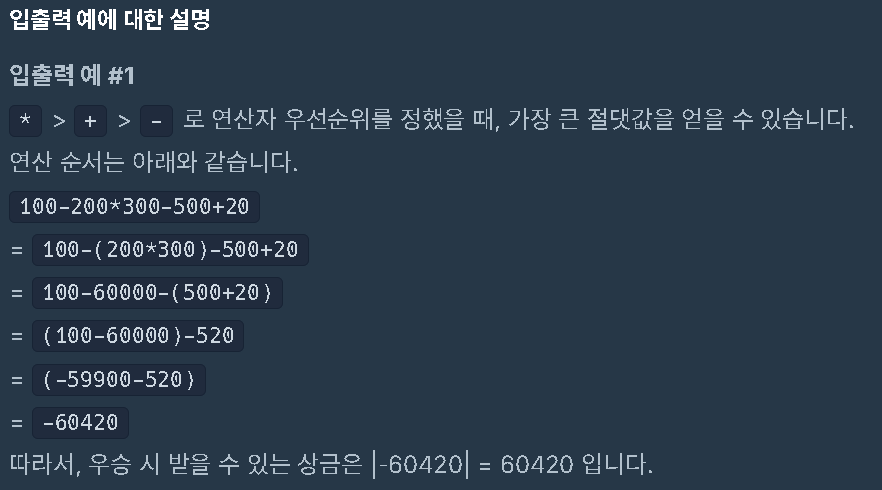 입출력 예에 대한 설명
입출력 예 #1
* > + > - 로 연산자 우선순위를 정했을 때, 가장 큰 절댓값을 얻을 수 있습니다.
연산 순서는 아래와 같습니다.
100-200*300-500+20
= 100-(200*300)-500+20
= 100-60000-(500+20)
= (100-60000)-520
= (-59900-520)
= -60420
따라서, 우승 시 받을 수 있는 상금은 |-60420| = 60420 입니다.